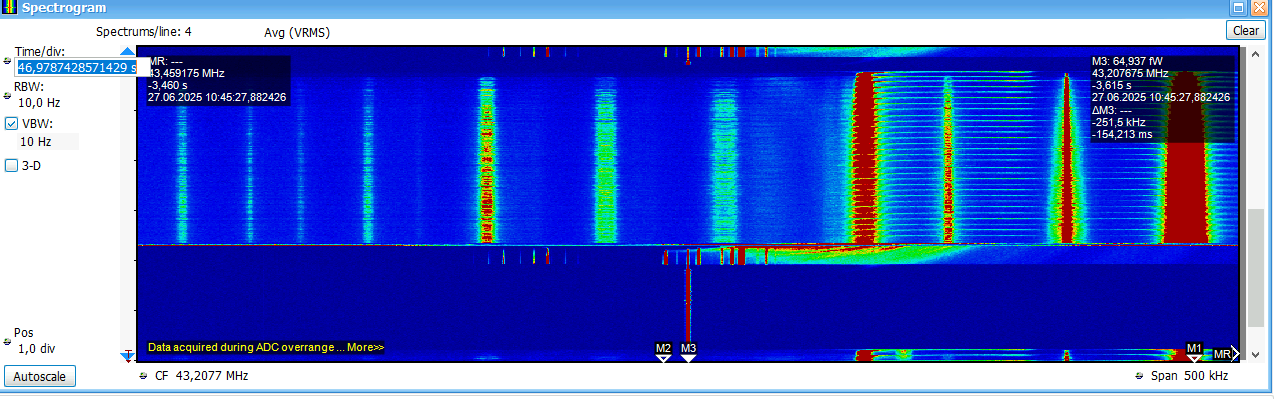 Spectrogram
Spectrums/line: 4
Avg (VRMS)
Clear
Time/div:
46,9787428571429 s
RBW:
10,0 Hz
VBW:
10 Hz
3-D
MR: ---
43,459175 MHz
-3,460 s
27.06.2025 10:45:27,882426
M3: 64,937 fW
43,207675 MHz
-3,615 s
27.06.2025 10:45:27,882426
ΔM3: ---
-251,5 kHz
-154,213 ms
Pos
1,0 div
Data acquired during ADC overrange ... More>>
M2
M3
M1
MR
Autoscale
CF 43,2077 MHz
Span 500 kHz